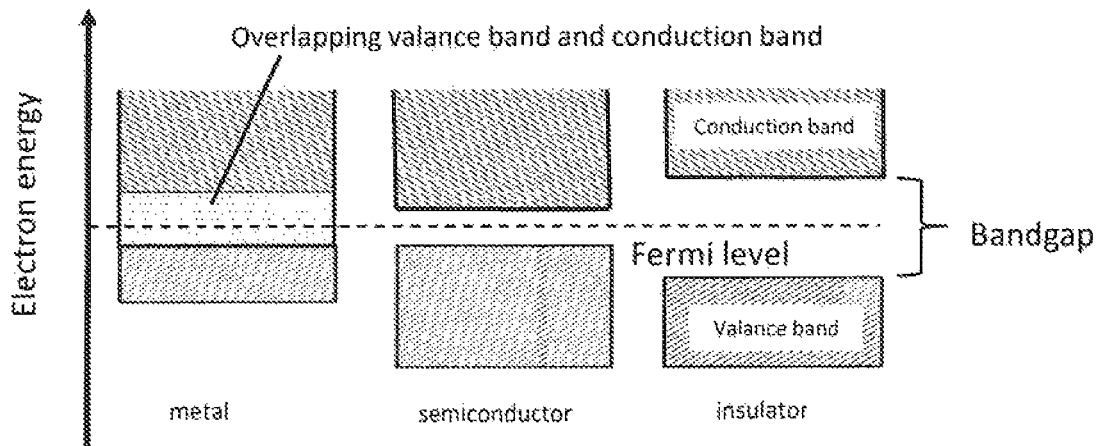 Overlapping valance band and conduction band
Electron energy
Conduction band
Bandgap
Fermi level
Valance band
metal
semiconductor
insulator